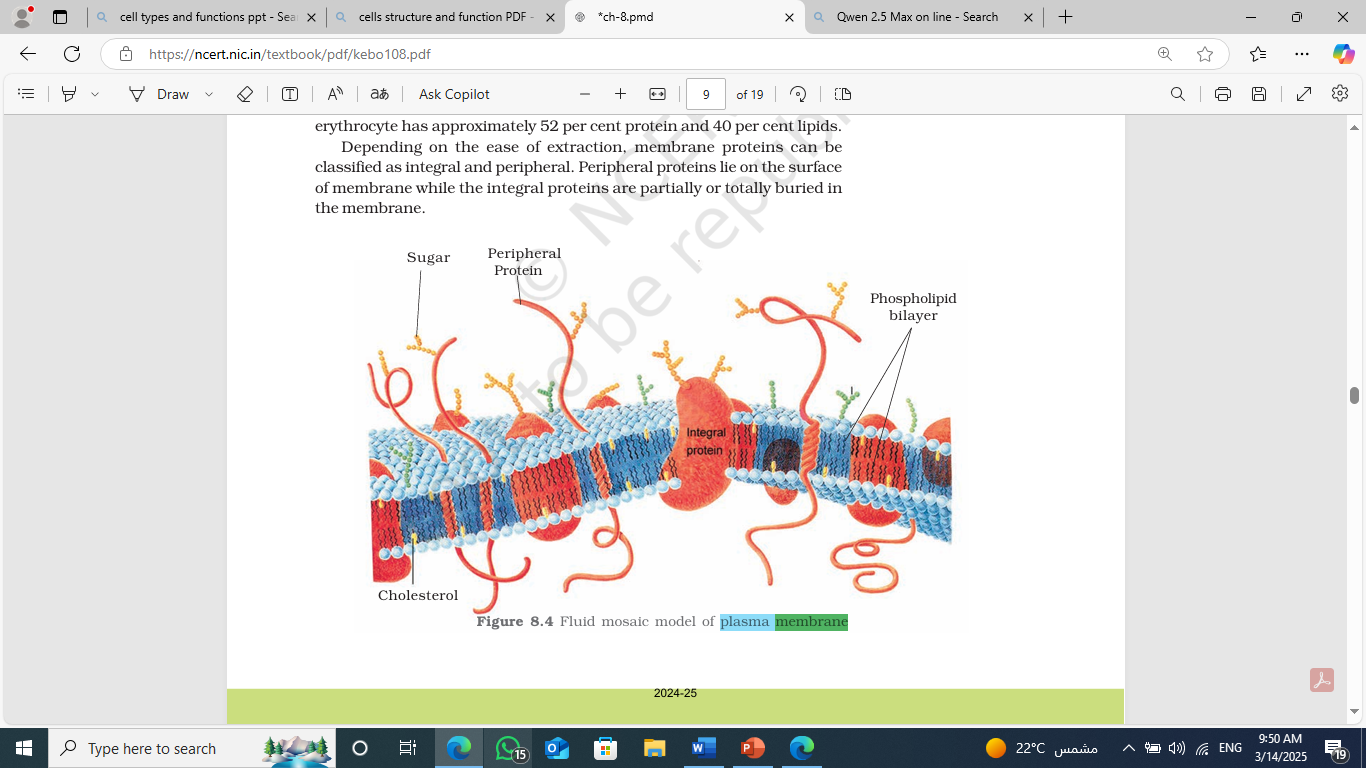 cell types and functions ppt - Sea
cells structure and function PDF -
*ch-8.pmd
Qwen 2.5 Max on line - Search
https://ncert.nic.in/textbook/pdf/kebo108.pdf
Draw
Ask Copilot
9
of 19
erythrocyte has approximately 52 per cent protein and 40 per cent lipids.
Depending on the ease of extraction, membrane proteins can be
classified as integral and peripheral. Peripheral proteins lie on the surface
of membrane while the integral proteins are partially or totally buried in
the membrane.
© NCER
to be republi
Sugar
Peripheral
Protein
Phospholipid
bilayer
Integral
protein
Cholesterol
Figure 8.4 Fluid mosaic model of plasma membrane
2024-25
Type here to search
15
22°C مشمس
ENG
9:50 AM
3/14/2025
19